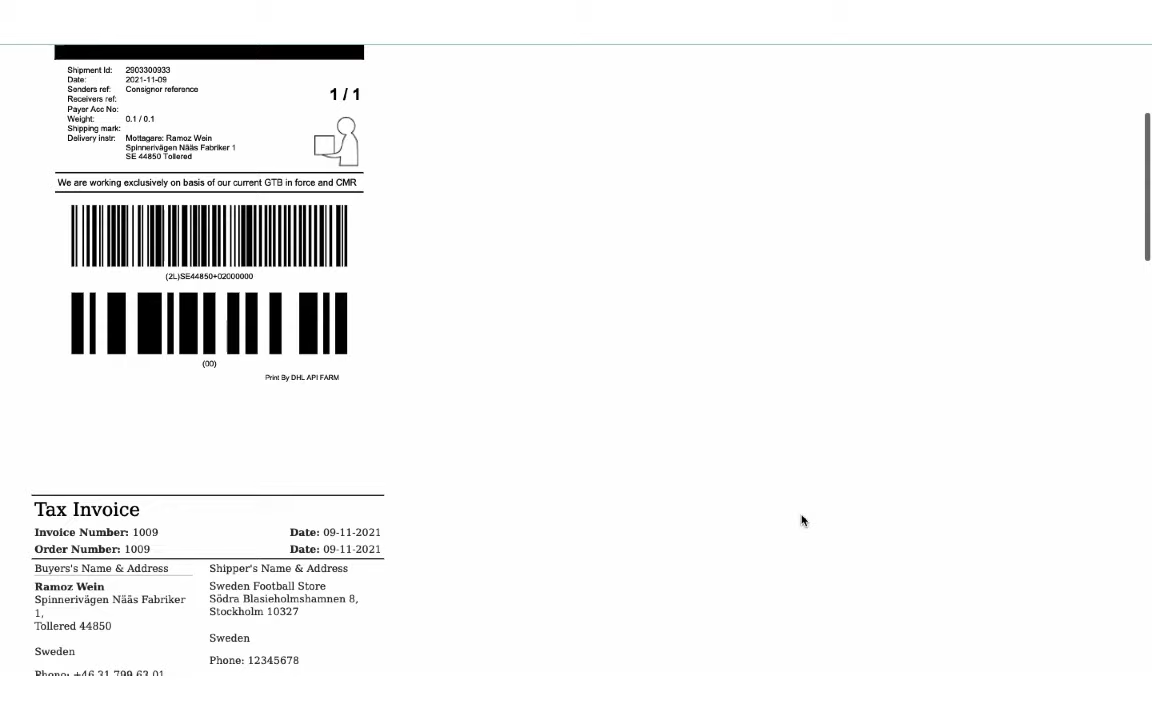 Shipment Id: 2903300933
Date: 2021-11-09
Senders ref: Consignor reference
Receivers ref:
Payer Acc No:
Weight: 0.1 / 0.1
Shipping mark:
Delivery instr: Mottagare: Ramoz Wein
Spinnerivägen Nääs Fabriker 1
SE 44850 Tollered
1 / 1
We are working exclusively on basis of our current GTB in force and CMR
(2L)SE44850+02000000
(00)
Print By DHL API FARM
Tax Invoice
Invoice Number: 1009 Date: 09-11-2021
Order Number: 1009 Date: 09-11-2021
Buyers's Name & Address
Ramoz Wein
Spinnerivägen Nääs Fabriker
1,
Tollered 44850
Sweden
Phone: +46 31 799 63 01
Shipper's Name & Address
Sweden Football Store
Södra Blasieholmshamnen 8,
Stockholm 10327
Sweden
Phone: 12345678